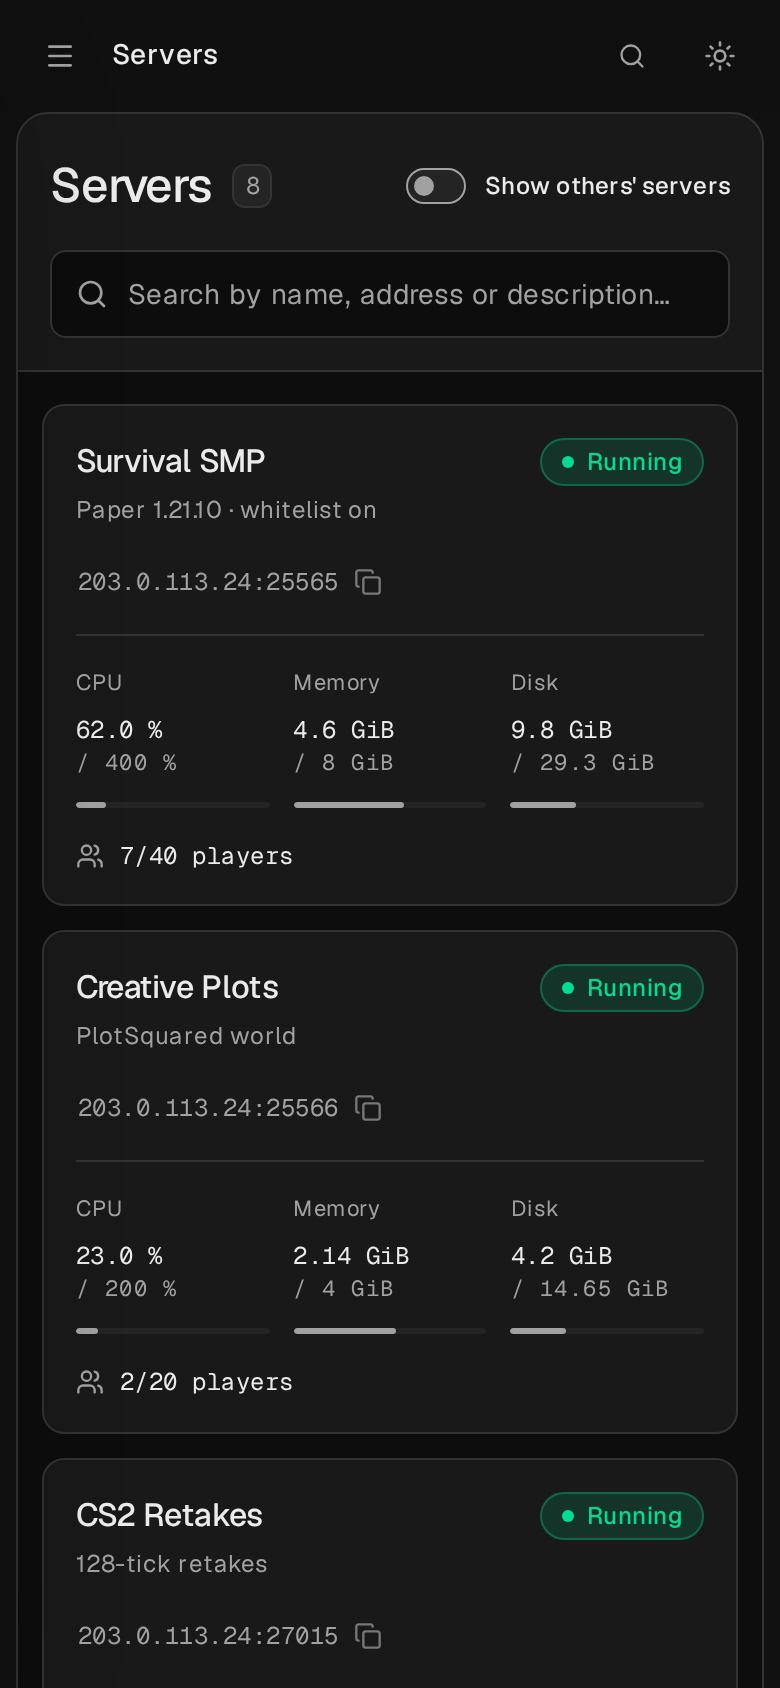 Servers
Servers 8 Show others' servers
Search by name, address or description...
Survival SMP Running
Paper 1.21.10 · whitelist on
203.0.113.24:25565
CPU Memory Disk
62.0 % 4.6 GiB 9.8 GiB
/ 400 % / 8 GiB / 29.3 GiB
7/40 players
Creative Plots Running
PlotSquared world
203.0.113.24:25566
CPU Memory Disk
23.0 % 2.14 GiB 4.2 GiB
/ 200 % / 4 GiB / 14.65 GiB
2/20 players
CS2 Retakes Running
128-tick retakes
203.0.113.24:27015